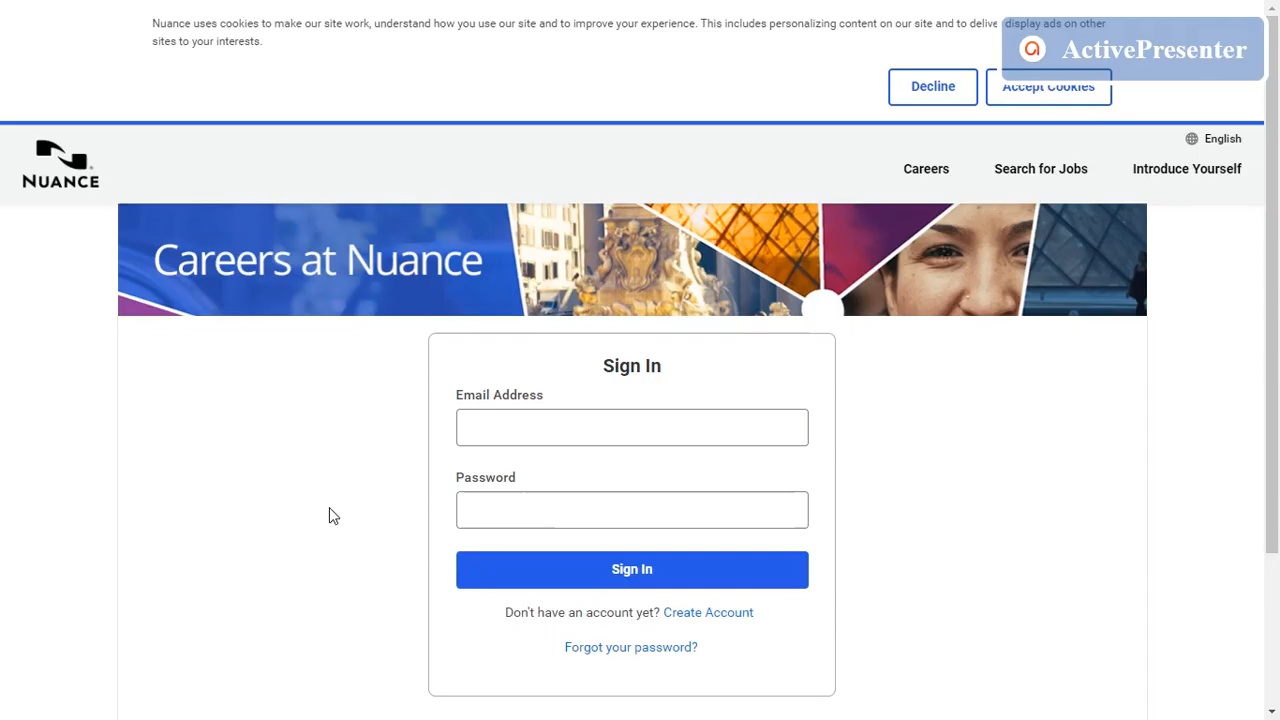 Nuance uses cookies to make our site work, understand how you use our site and to improve your experience. This includes personalizing content on our site and to delive display ads on other
sites to your interests.
ActivePresenter
Decline
Accept Cookies
English
NUANCE
Careers
Search for Jobs
Introduce Yourself
Careers at Nuance
Sign In
Email Address
Password
Sign In
Don't have an account yet? Create Account
Forgot your password?